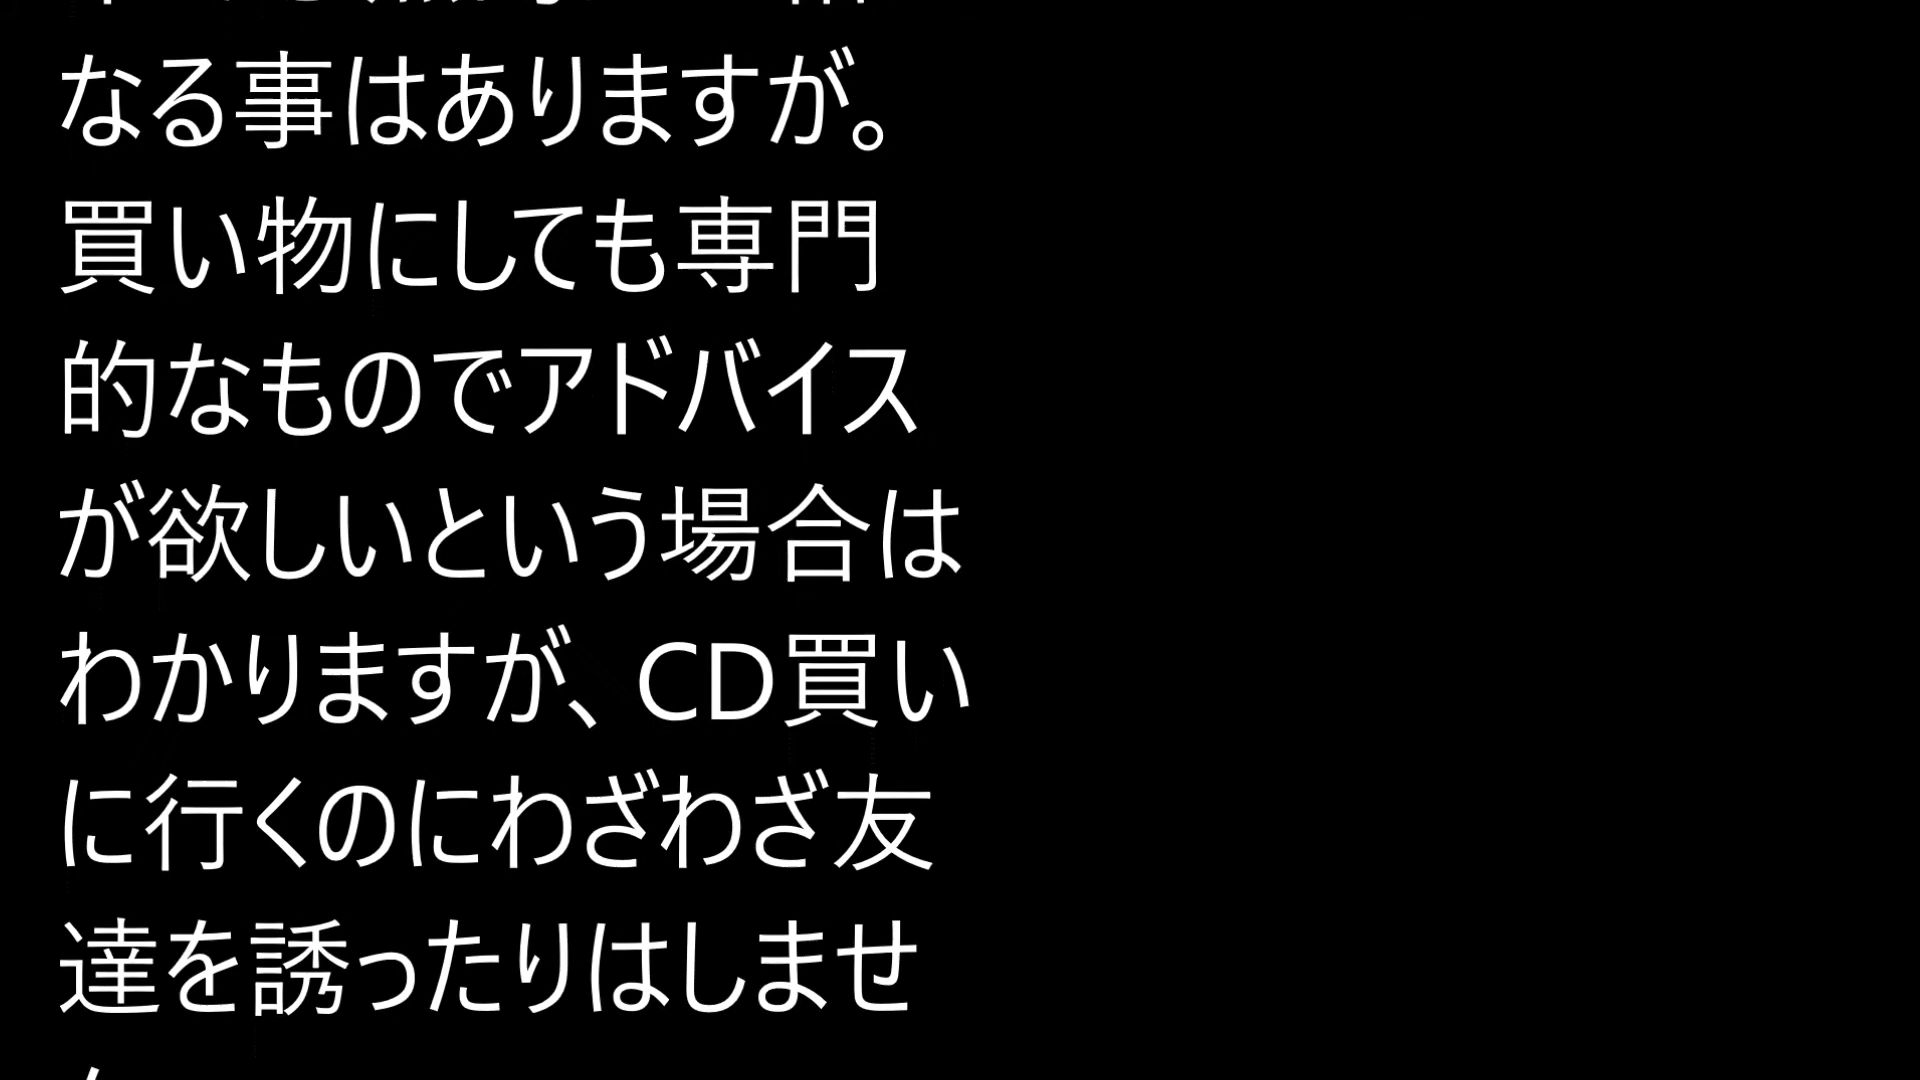 なる事はありますが。
買い物にしても専門
的なものでアドバイス
が欲しいという場合は
わかりますが、CD買い
に行くのにわざわざ友
達を誘ったりはしませ